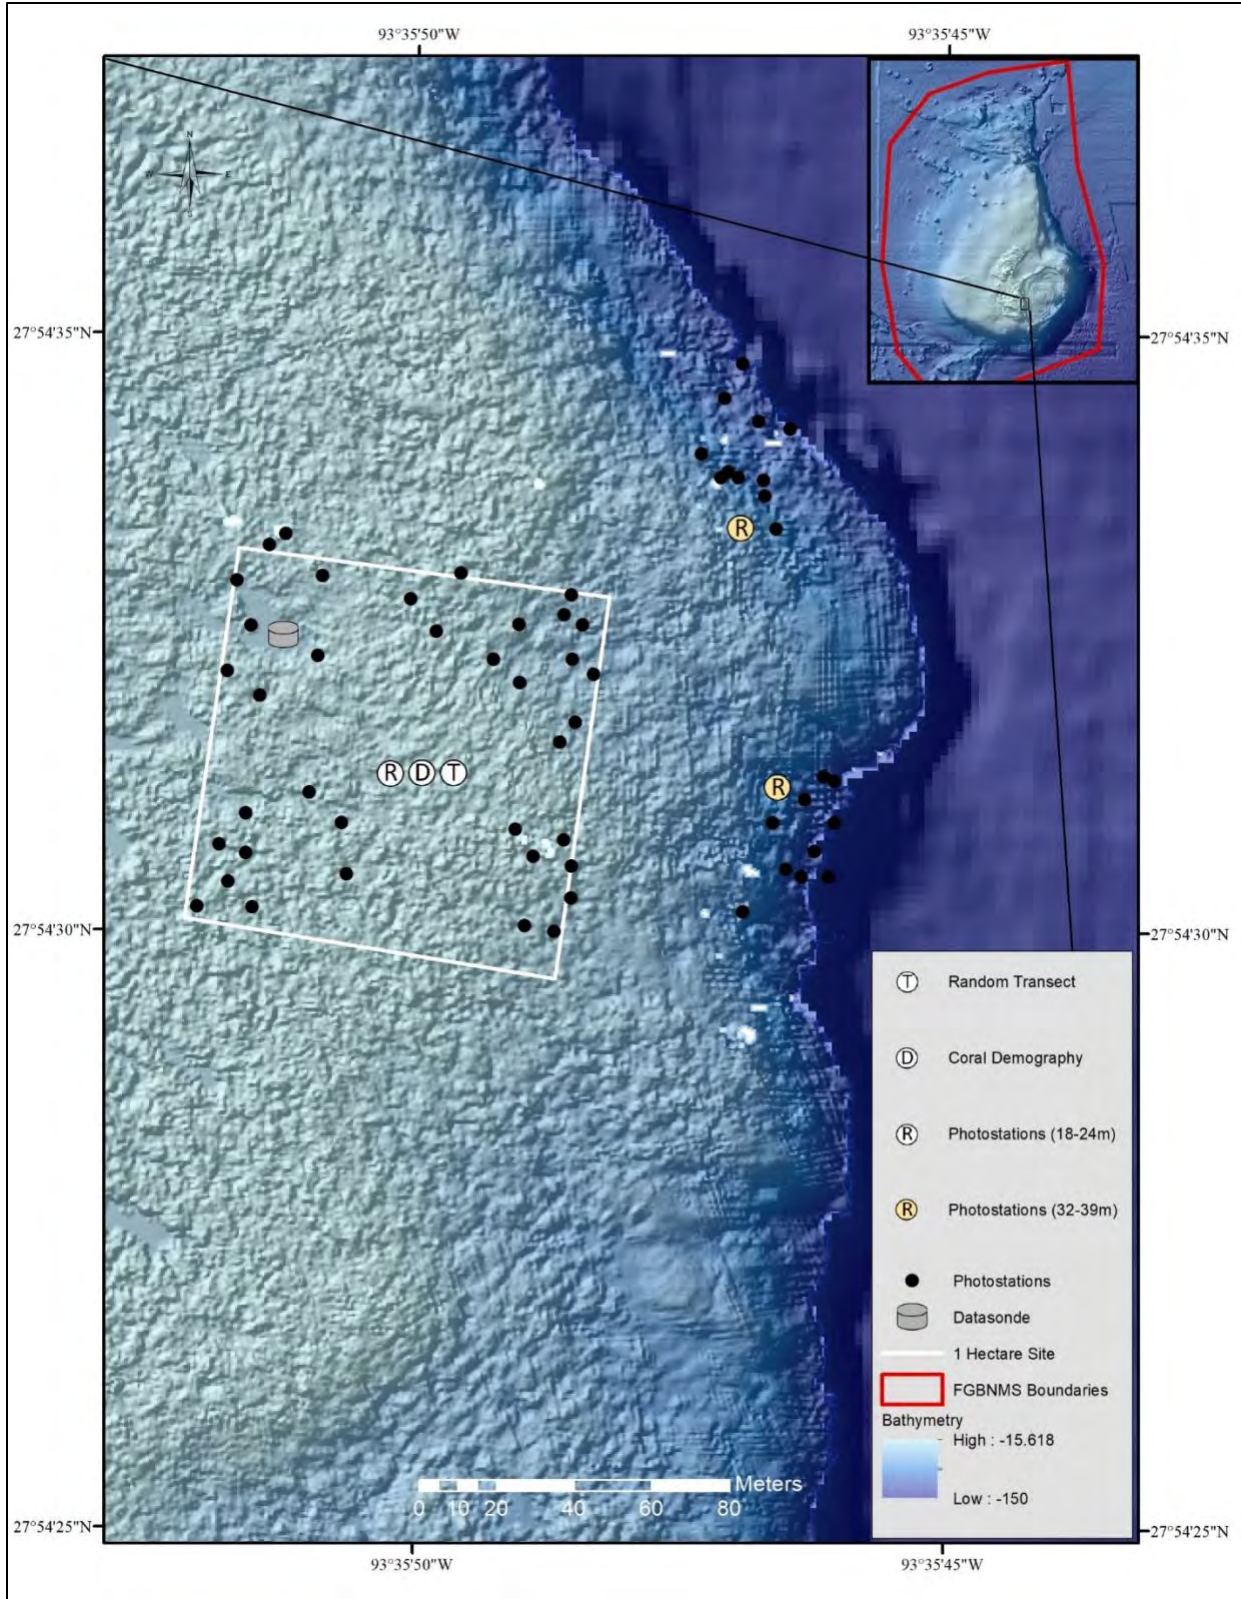 93°35'50"W
93°35'45"W
N
W
E
S
27°54'35"N
27°54'35"N
R
R
R D T
27°54'30"N
27°54'30"N
T Random Transect
D Coral Demography
R Photostations (18-24m)
R Photostations (32-39m)
Photostations
Datasonde
1 Hectare Site
FGBNMS Boundaries
Bathymetry
High : -15.618
Low : -150
Meters
0 10 20 40 60 80
27°54'25"N
27°54'25"N
93°35'50"W
93°35'45"W